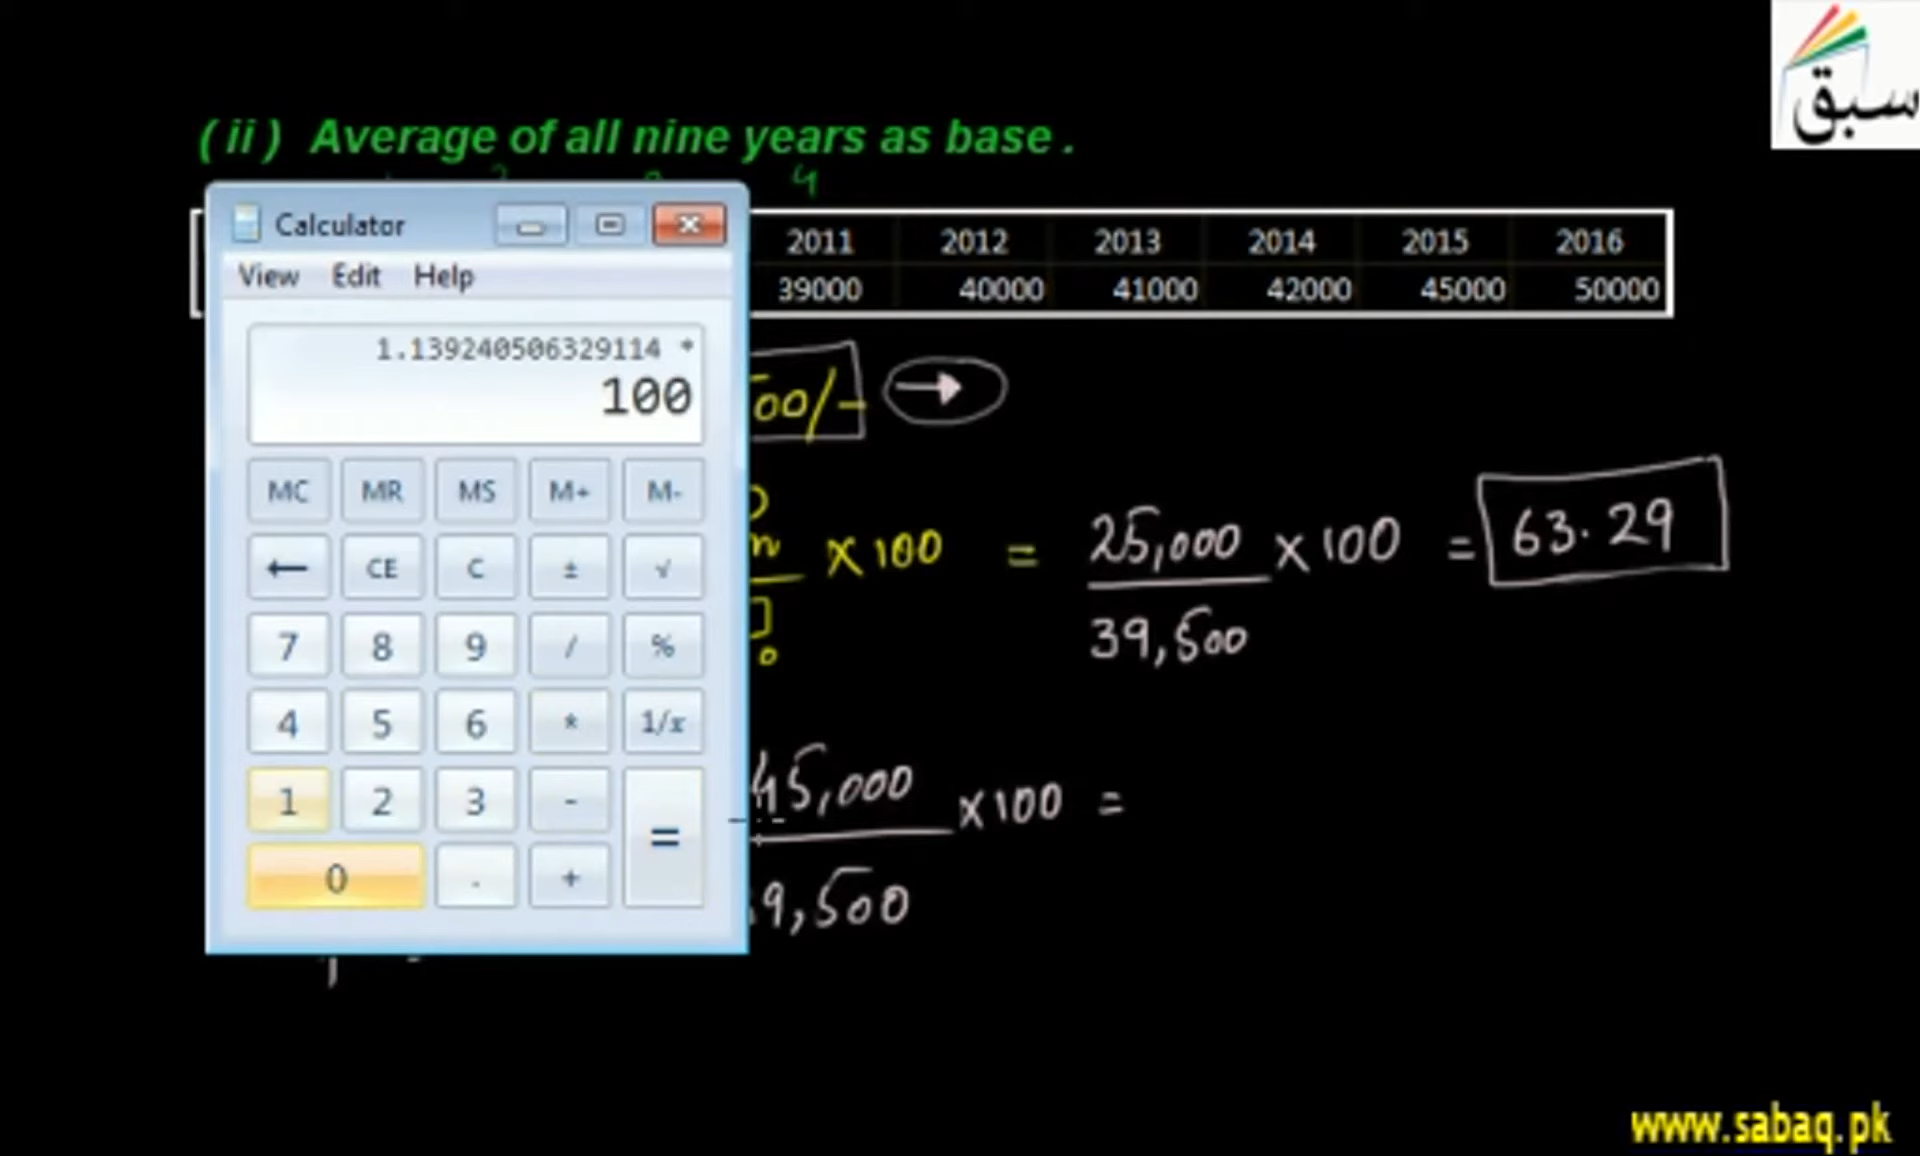 سبق
( ii ) Average of all nine years as base .
4
2011 2012 2013 2014 2015 2016
39000 40000 41000 42000 45000 50000
Calculator
View Edit Help
1.139240506329114 *
100
MC MR MS M+ M-
← CE C ± √
7 8 9 / %
4 5 6 * 1/x
1 2 3 - =
0 . +
00/-
→
n × 100 = 25,000 × 100 = 63.29
39,500
45,000 × 100 =
9,500
www.sabaq.pk